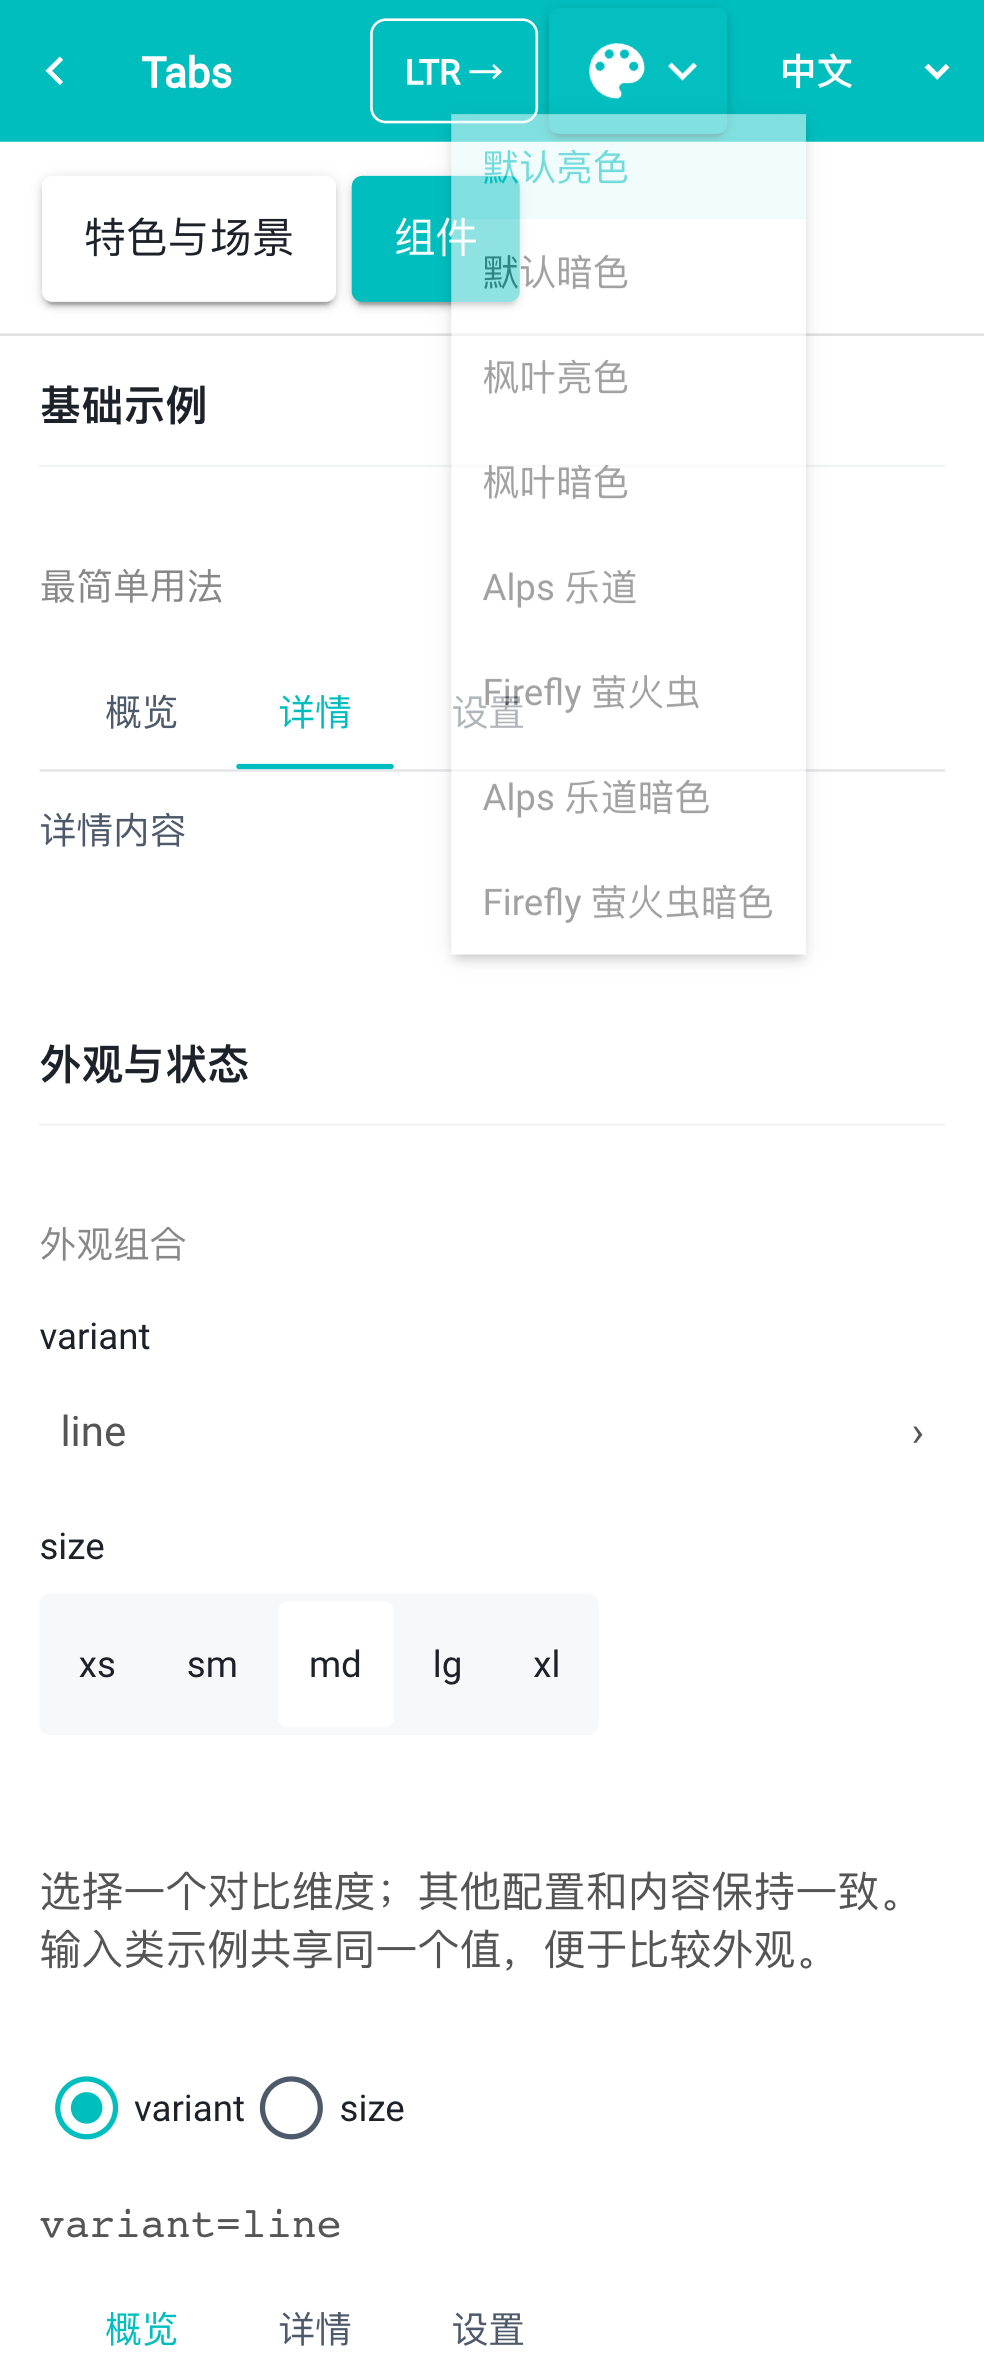 Tabs
LTR→
中文
特色与场景
组件
默认亮色
默认暗色
枫叶亮色
枫叶暗色
Alps 乐道
Firefly 萤火虫
Alps 乐道暗色
Firefly 萤火虫暗色
基础示例
最简单用法
概览
详情
设置
详情内容
外观与状态
外观组合
variant
line
size
xs
sm
md
lg
xl
选择一个对比维度；其他配置和内容保持一致。
输入类示例共享同一个值，便于比较外观。
variant
size
variant=line
概览
详情
设置